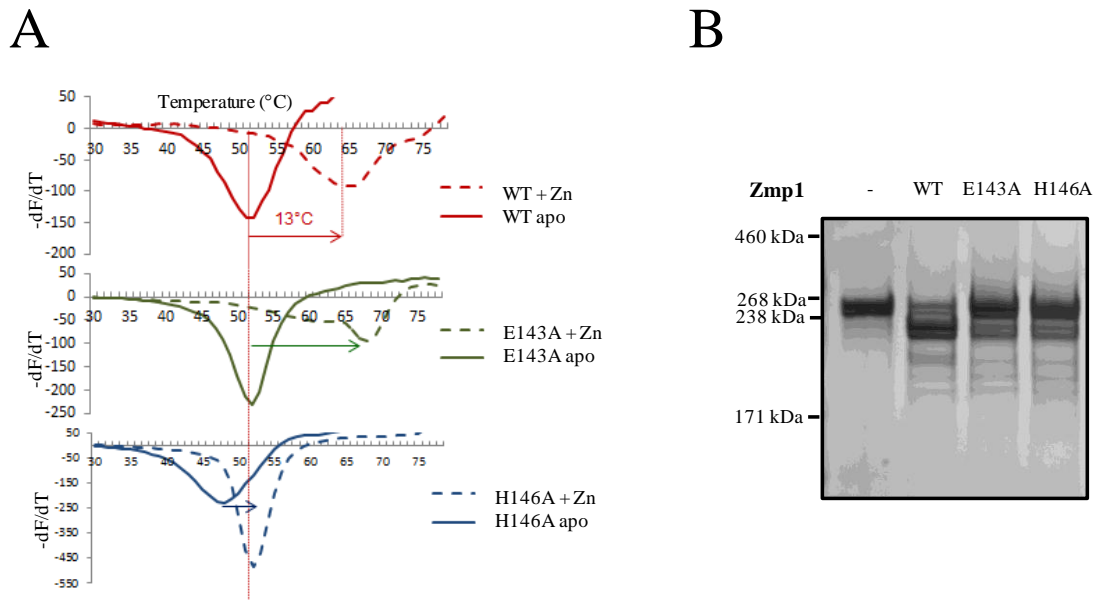 A
B
50
0
-50
-100
-150
-200
-dF/dT
Temperature (°C)
30 35 40 45 50 55 60 65 70 75
13°C
WT + Zn
WT apo
50
0
-50
-100
-150
-200
-250
-dF/dT
30 35 40 45 50 55 60 65 70 75
E143A + Zn
E143A apo
50
-50
-150
-250
-350
-450
-550
-dF/dT
30 35 40 45 50 55 60 65 70 75
H146A + Zn
H146A apo
Zmp1 - WT E143A H146A
460 kDa
268 kDa
238 kDa
171 kDa